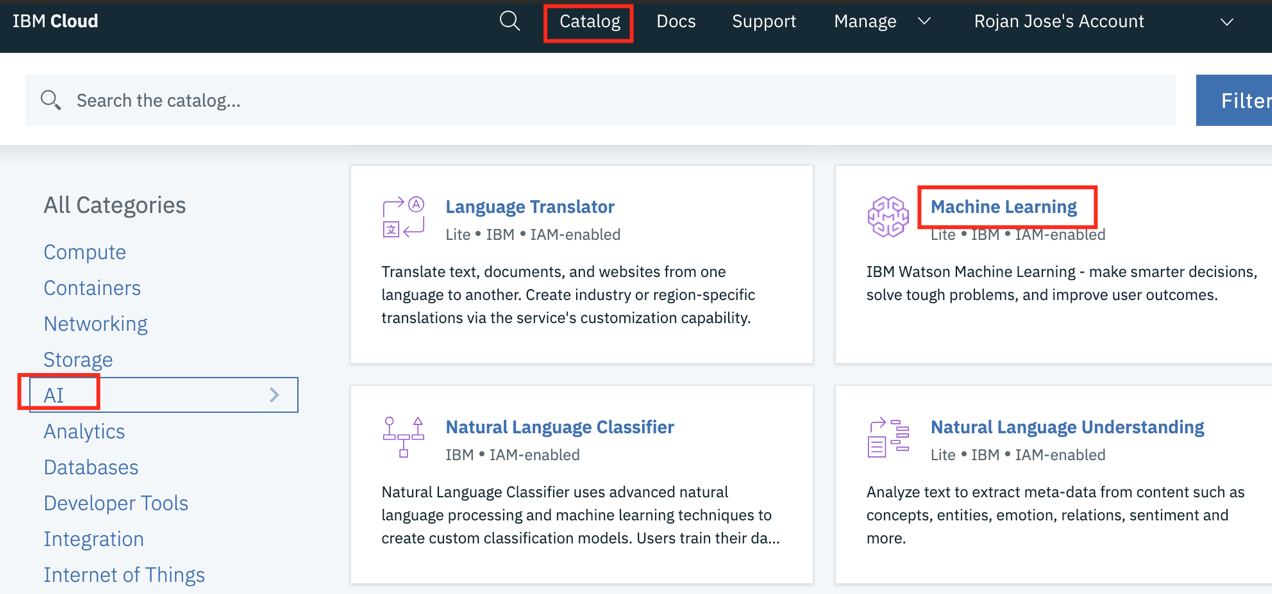 IBM Cloud Catalog Docs Support Manage Rojan Jose's Account
Search the catalog...
Filter
All Categories
Compute
Containers
Networking
Storage
AI
Analytics
Databases
Developer Tools
Integration
Internet of Things
Language Translator
Lite • IBM • IAM-enabled
Translate text, documents, and websites from one
language to another. Create industry or region-specific
translations via the service's customization capability.
Machine Learning
Lite • IBM • IAM-enabled
IBM Watson Machine Learning - make smarter decisions,
solve tough problems, and improve user outcomes.
Natural Language Classifier
IBM • IAM-enabled
Natural Language Classifier uses advanced natural
language processing and machine learning techniques to
create custom classification models. Users train their da...
Natural Language Understanding
Lite • IBM • IAM-enabled
Analyze text to extract meta-data from content such as
concepts, entities, emotion, relations, sentiment and
more.